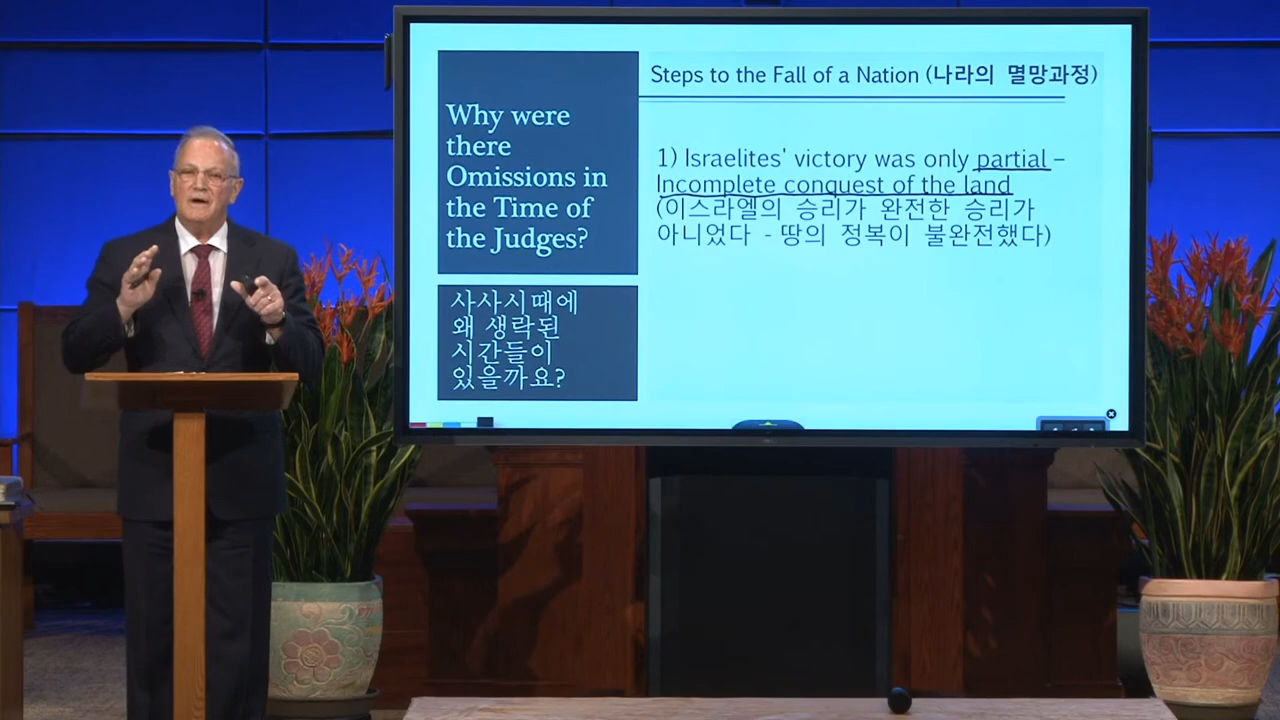 Why were
there
Omissions in
the Time of
the Judges?
사사시때에
왜 생략된
시간들이
있을까요?
Steps to the Fall of a Nation (나라의 멸망과정)
1) Israelites' victory was only partial –
Incomplete conquest of the land
(이스라엘의 승리가 완전한 승리가
아니었다 - 땅의 정복이 불완전했다)